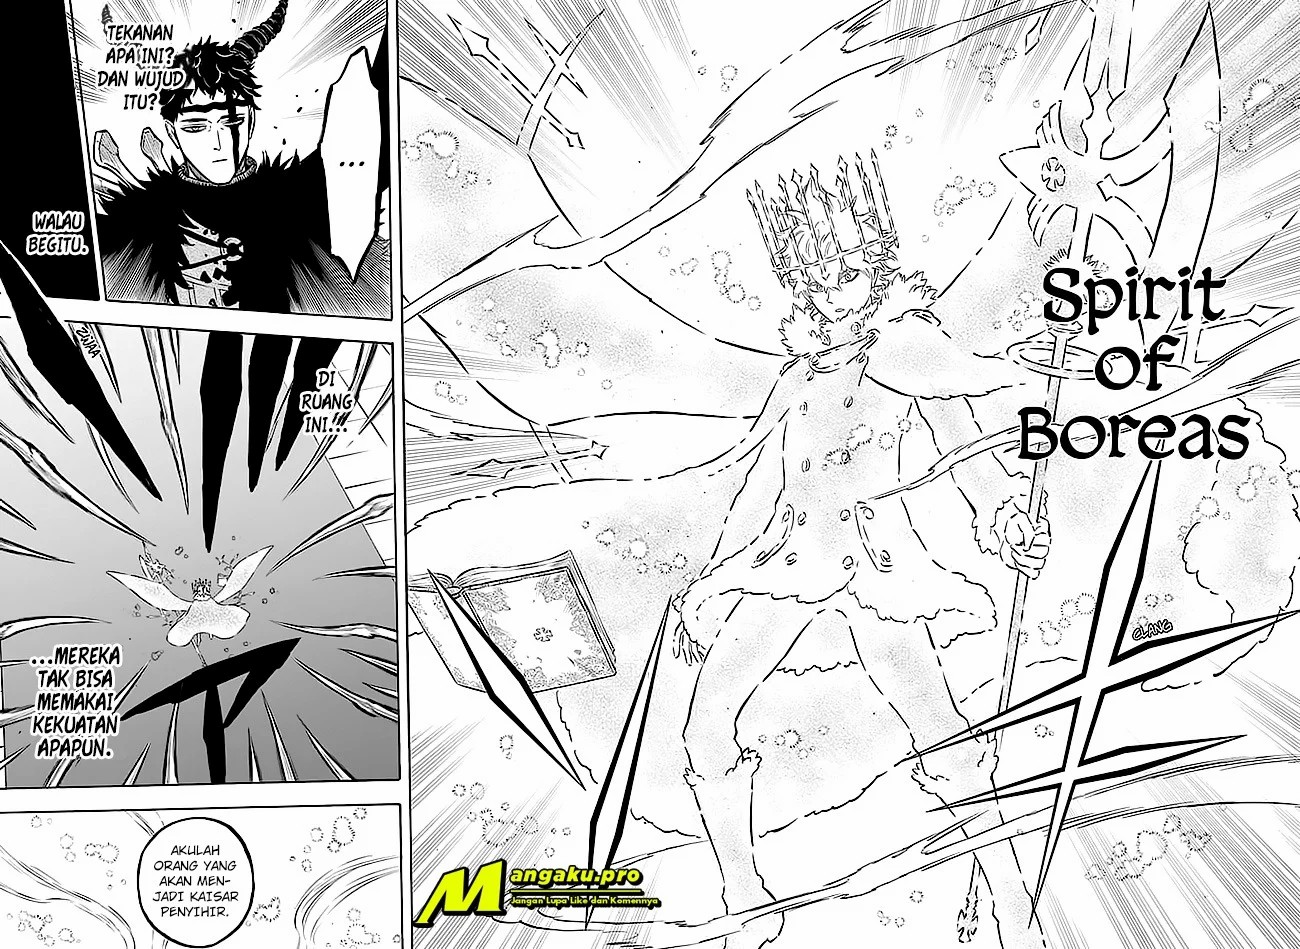 Spirit
of
Boreas
CLANG
TEKANAN
APA INI?
DAN WUJUD
ITU?
...
WALAU
BEGITU.
ZWAA
DI
RUANG
INI...
...MEREKA
TAK BISA
MEMAKAI
KEKUATAN
APAPUN.
AKULAH
ORANG YANG
AKAN MEN-
JADI KAISAR
PENYIHIR.
Mangaku.pro
Jangan Lupa Like dan Komennya